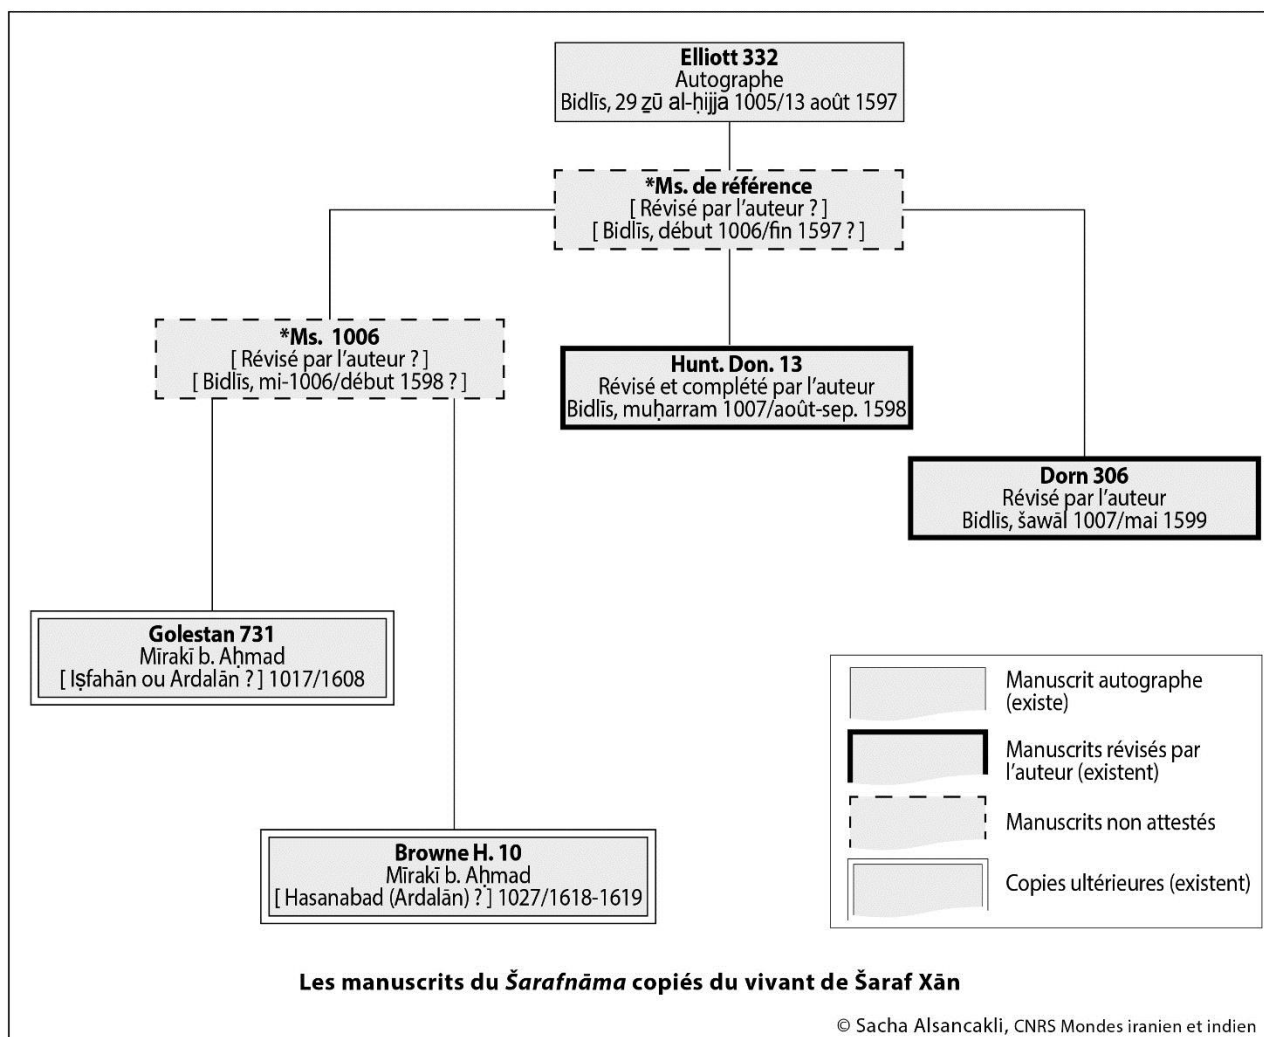 Elliott 332
Autographe
Bidlīs, 29 ẕū al-ḥijja 1005/13 août 1597
*Ms. de référence
[ Révisé par l'auteur ? ]
[ Bidlīs, début 1006/fin 1597 ? ]
*Ms. 1006
[ Révisé par l'auteur ? ]
[ Bidlīs, mi-1006/début 1598 ? ]
Hunt. Don. 13
Révisé et complété par l'auteur
Bidlīs, muḥarram 1007/août-sep. 1598
Dorn 306
Révisé par l'auteur
Bidlīs, šawāl 1007/mai 1599
Golestan 731
Mīrakī b. Aḥmad
[ Iṣfahān ou Ardalān ? ] 1017/1608
Browne H. 10
Mīrakī b. Aḥmad
[ Hasanabad (Ardalān) ? ] 1027/1618-1619
Manuscrit autographe
(existe)
Manuscrits révisés par
l'auteur (existent)
Manuscrits non attestés
Copies ultérieures (existent)
Les manuscrits du Šarafnāma copiés du vivant de Šaraf Xān
© Sacha Alsancakli, CNRS Mondes iranien et indien